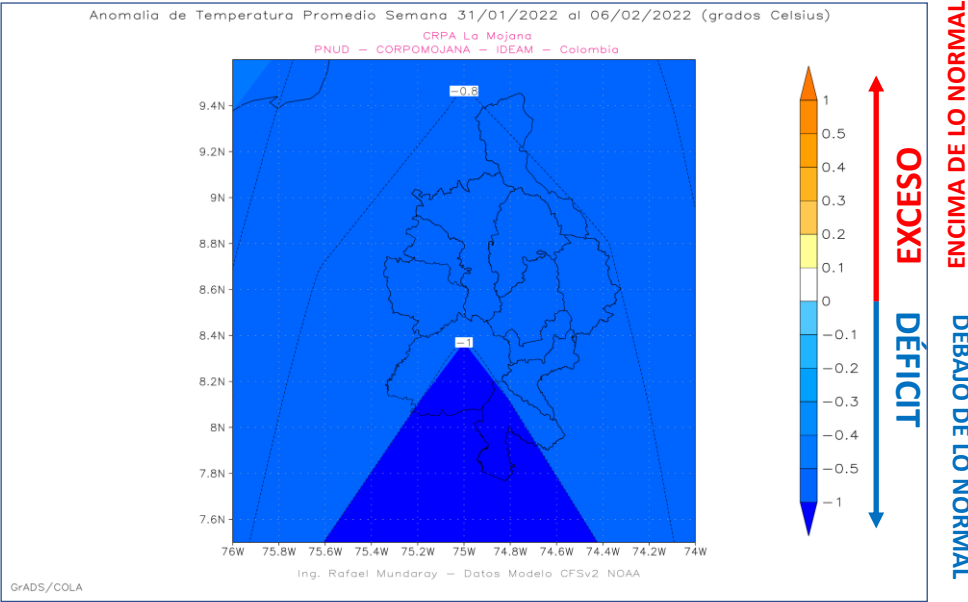 Anomalia de Temperatura Promedio Semana 31/01/2022 al 06/02/2022 (grados Celsius)
CRPA La Mojana
PNUD – CORPOMOJANA – IDEAM – Colombia
9.4N
9.2N
9N
8.8N
8.6N
8.4N
8.2N
8N
7.8N
7.6N
−0.8
−1
76W
75.8W
75.6W
75.4W
75.2W
75W
74.8W
74.6W
74.4W
74.2W
74W
Ing. Rafael Mundaray – Datos Modelo CFSv2 NOAA
GrADS/COLA
1
0.5
0.4
0.3
0.2
0.1
0
−0.1
−0.2
−0.3
−0.4
−0.5
−1
EXCESO
DÉFICIT
ENCIMA DE LO NORMAL
DEBAJO DE LO NORMAL